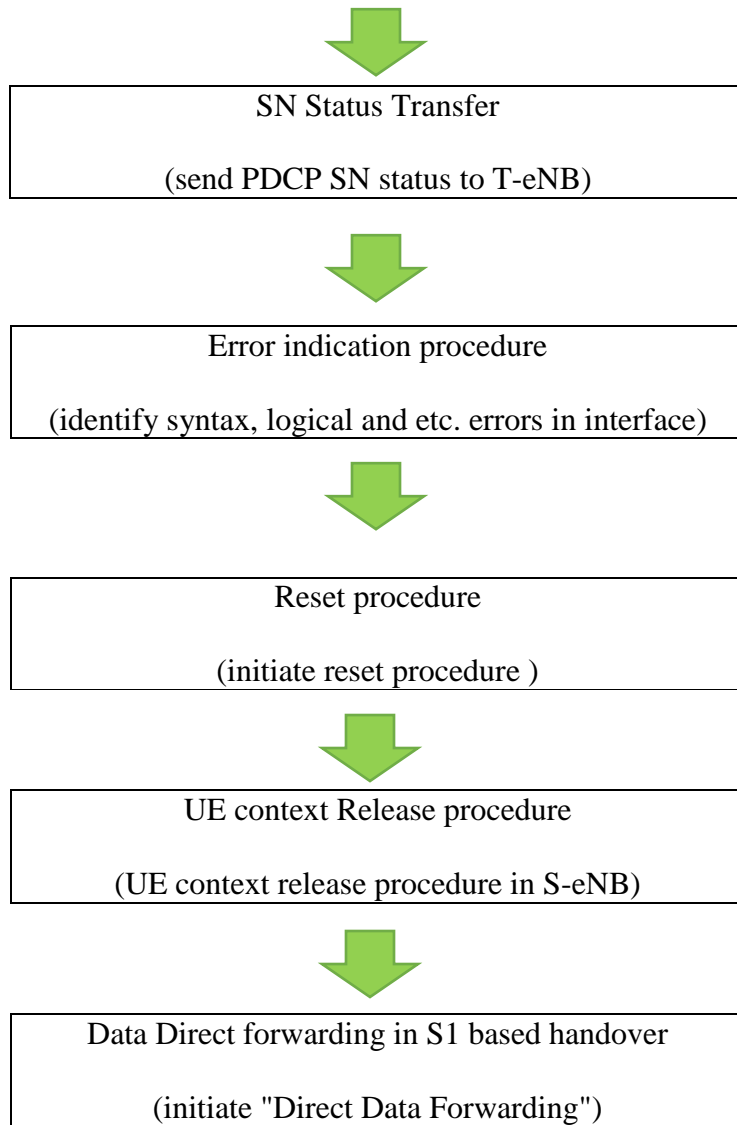 SN Status Transfer
(send PDCP SN status to T-eNB)
Error indication procedure
(identify syntax, logical and etc. errors in interface)
Reset procedure
(initiate reset procedure )
UE context Release procedure
(UE context release procedure in S-eNB)
Data Direct forwarding in S1 based handover
(initiate "Direct Data Forwarding")